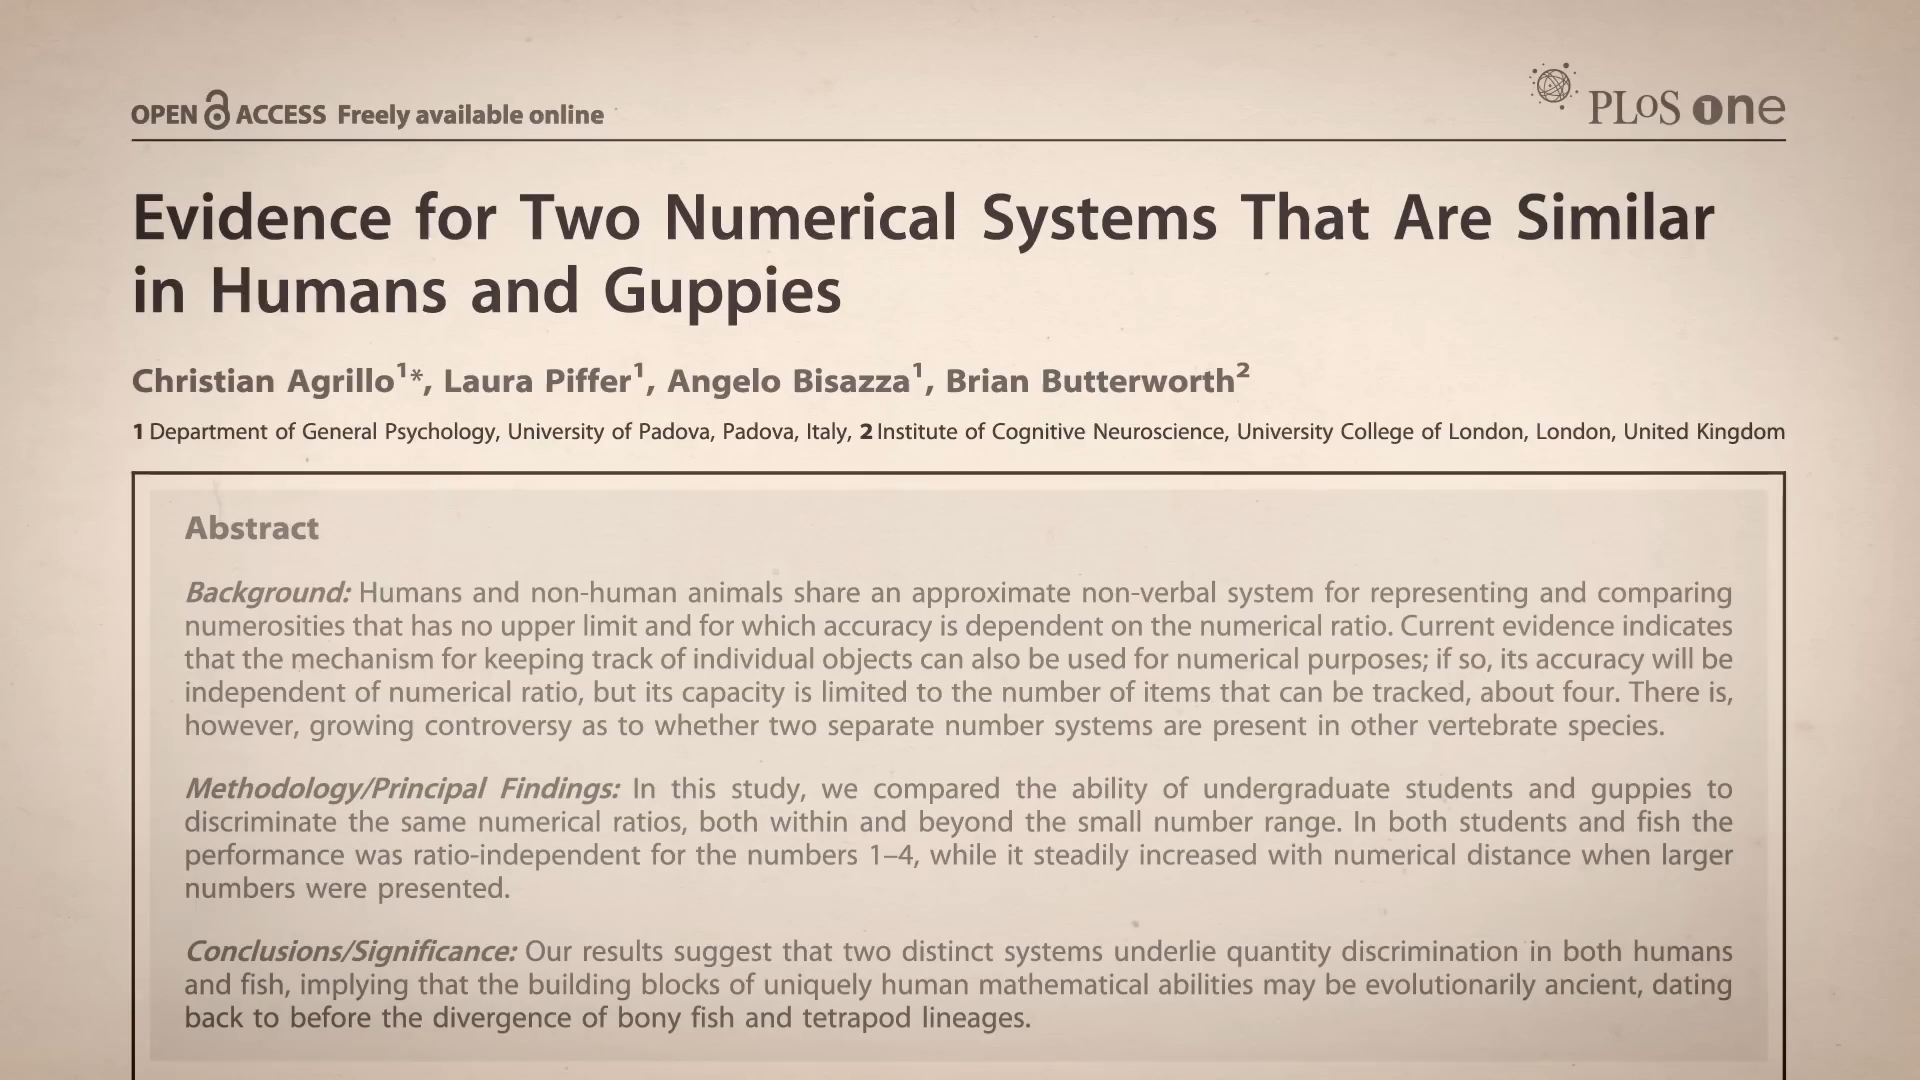 OPEN ACCESS Freely available online
PLoS one
Evidence for Two Numerical Systems That Are Similar
in Humans and Guppies
Christian Agrillo1*, Laura Piffer1, Angelo Bisazza1, Brian Butterworth2
1 Department of General Psychology, University of Padova, Padova, Italy, 2 Institute of Cognitive Neuroscience, University College of London, London, United Kingdom
Abstract
Background: Humans and non-human animals share an approximate non-verbal system for representing and comparing
numerosities that has no upper limit and for which accuracy is dependent on the numerical ratio. Current evidence indicates
that the mechanism for keeping track of individual objects can also be used for numerical purposes; if so, its accuracy will be
independent of numerical ratio, but its capacity is limited to the number of items that can be tracked, about four. There is,
however, growing controversy as to whether two separate number systems are present in other vertebrate species.
Methodology/Principal Findings: In this study, we compared the ability of undergraduate students and guppies to
discriminate the same numerical ratios, both within and beyond the small number range. In both students and fish the
performance was ratio-independent for the numbers 1–4, while it steadily increased with numerical distance when larger
numbers were presented.
Conclusions/Significance: Our results suggest that two distinct systems underlie quantity discrimination in both humans
and fish, implying that the building blocks of uniquely human mathematical abilities may be evolutionarily ancient, dating
back to before the divergence of bony fish and tetrapod lineages.